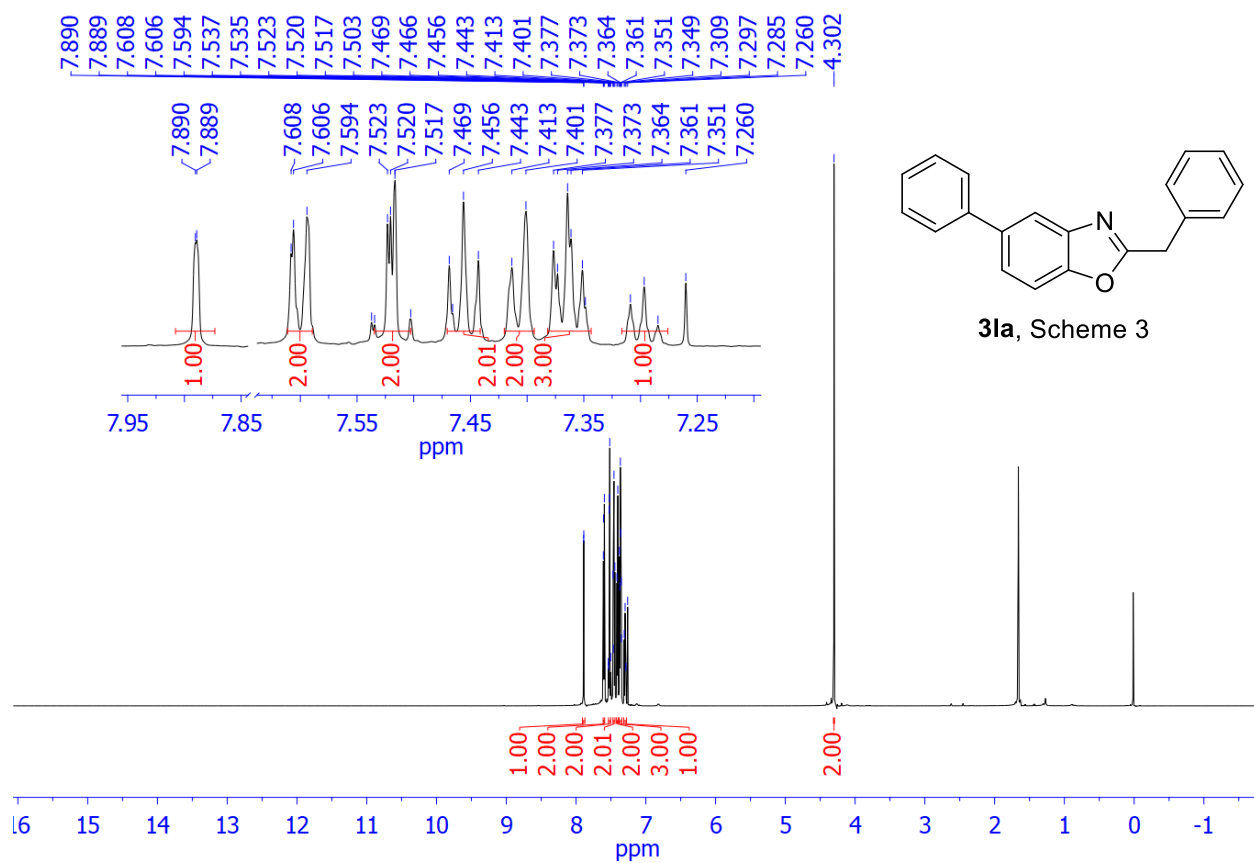 7.890 7.889 7.608 7.606 7.594 7.537 7.535 7.523 7.520 7.517 7.503 7.469 7.466 7.456 7.443 7.413 7.401 7.377 7.373 7.364 7.361 7.351 7.349 7.309 7.297 7.285 7.260 4.302
7.890 7.889 7.608 7.606 7.594 7.523 7.520 7.517 7.469 7.456 7.443 7.413 7.401 7.377 7.373 7.364 7.361 7.351 7.260
N
O
3la, Scheme 3
1.00 2.00 2.00 2.01 2.00 3.00 1.00
7.95 7.85 7.55 7.45 7.35 7.25
ppm
1.00 2.00 2.00 2.01 2.00 3.00 1.00 2.00
16 15 14 13 12 11 10 9 8 7 6 5 4 3 2 1 0 -1
ppm